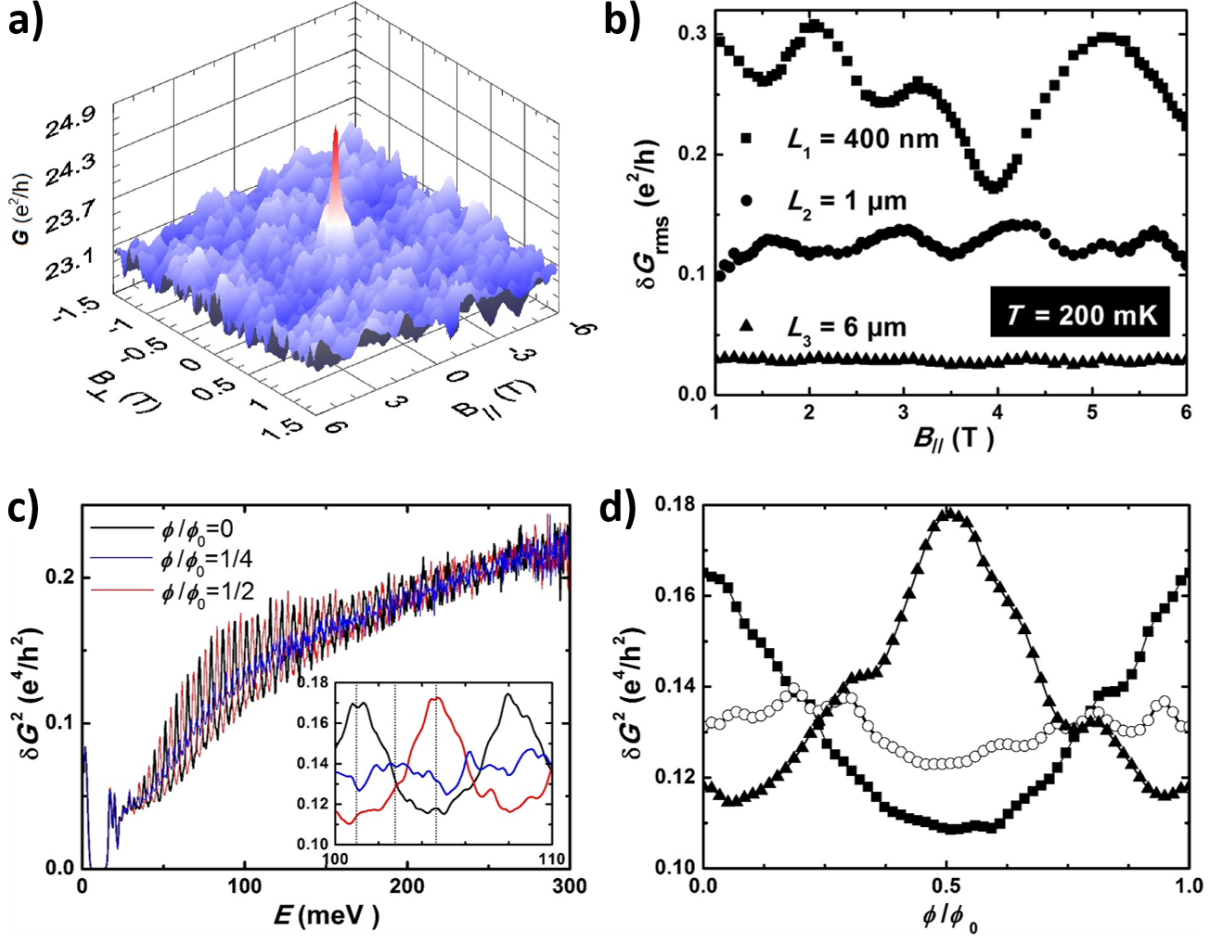 a)
24.9
24.3
23.7
23.1
G (e²/h)
-1.5
-1
-0.5
0
0.5
1
1.5
B⊥ (T)
6
3
0
-3
-6
B// (T)
b)
0.3
0.2
0.1
0.0
δGrms (e²/h)
L1 = 400 nm
L2 = 1 µm
L3 = 6 µm
T = 200 mK
1 2 3 4 5 6
B// (T )
c)
ϕ/ϕ0=0
ϕ/ϕ0=1/4
ϕ/ϕ0=1/2
0.2
0.1
0.0
δG² (e⁴/h²)
0.18
0.16
0.14
0.12
0.10
100 110
0 100 200 300
E (meV)
d)
0.18
0.16
0.14
0.12
0.10
δG² (e⁴/h²)
0.0 0.5 1.0
ϕ/ϕ0